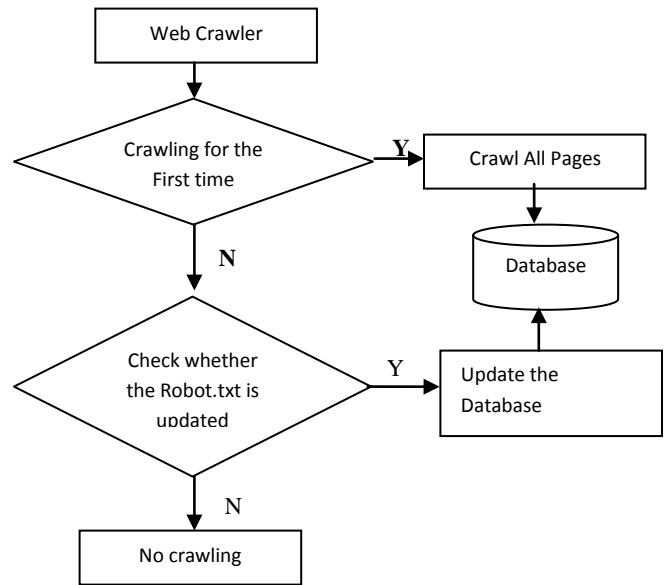 Web Crawler
Crawling for the
First time
Y
Crawl All Pages
N
Database
Check whether
the Robot.txt is
updated
Y
Update the
Database
N
No crawling